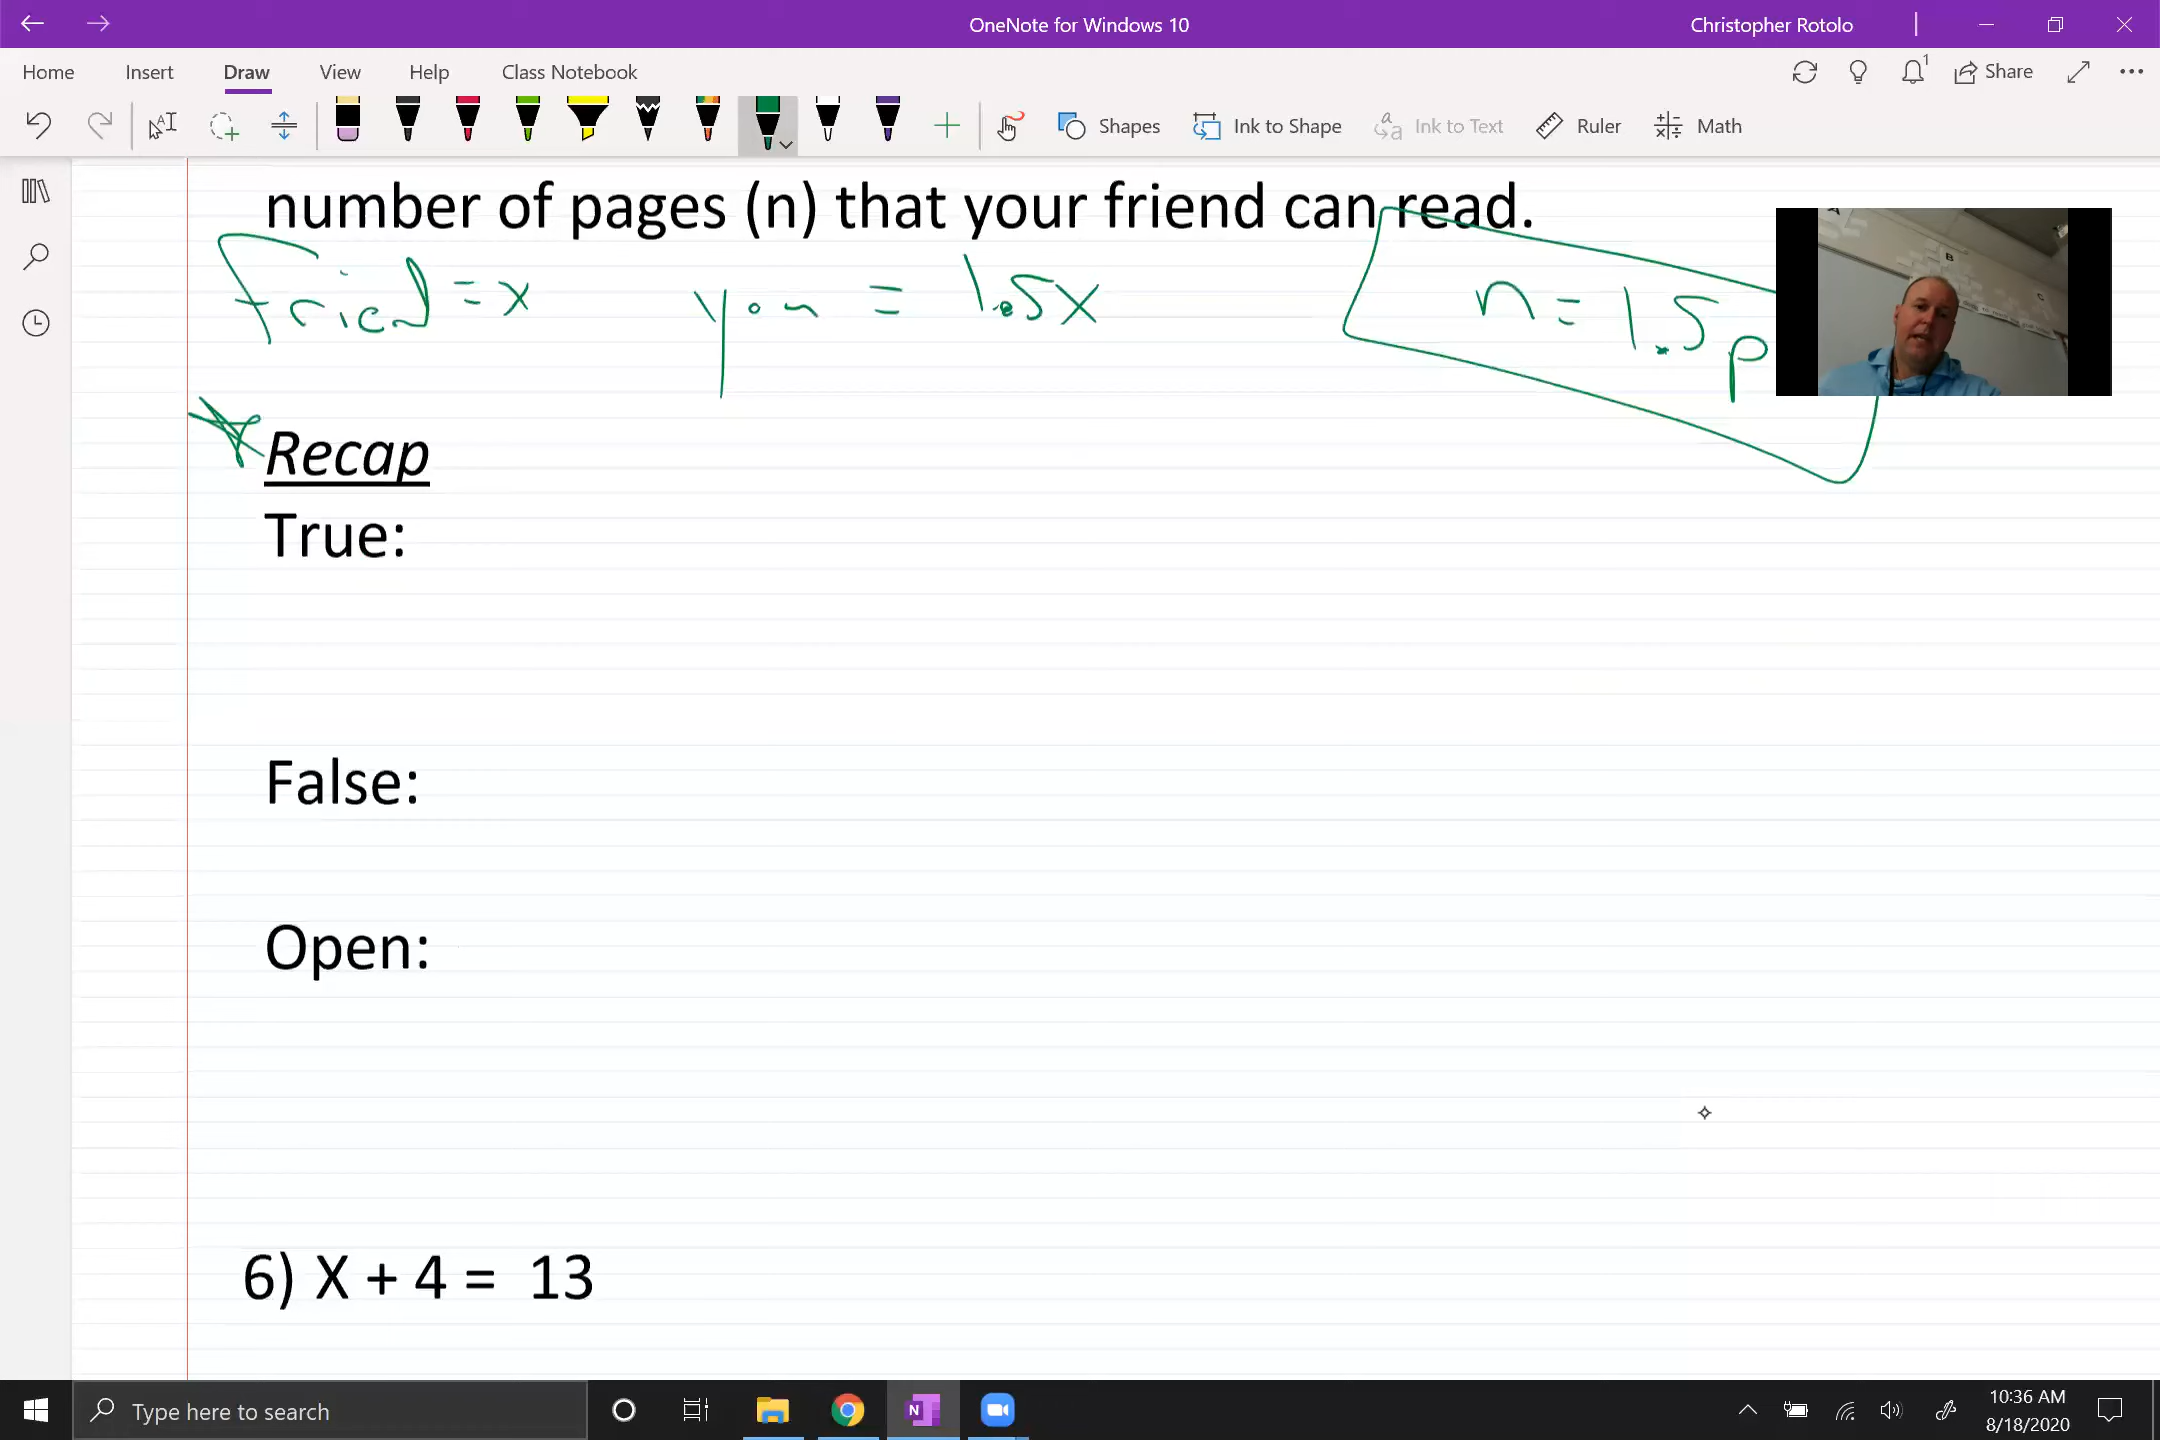 OneNote for Windows 10
Christopher Rotolo
Home Insert Draw View Help Class Notebook
1 Share
Shapes Ink to Shape Ink to Text Ruler Math
number of pages (n) that your friend can read.
Friend = x you = 1.5x n = 1.5p
Recap
True:
False:
Open:
6) X + 4 = 13
Type here to search
10:36 AM
8/18/2020